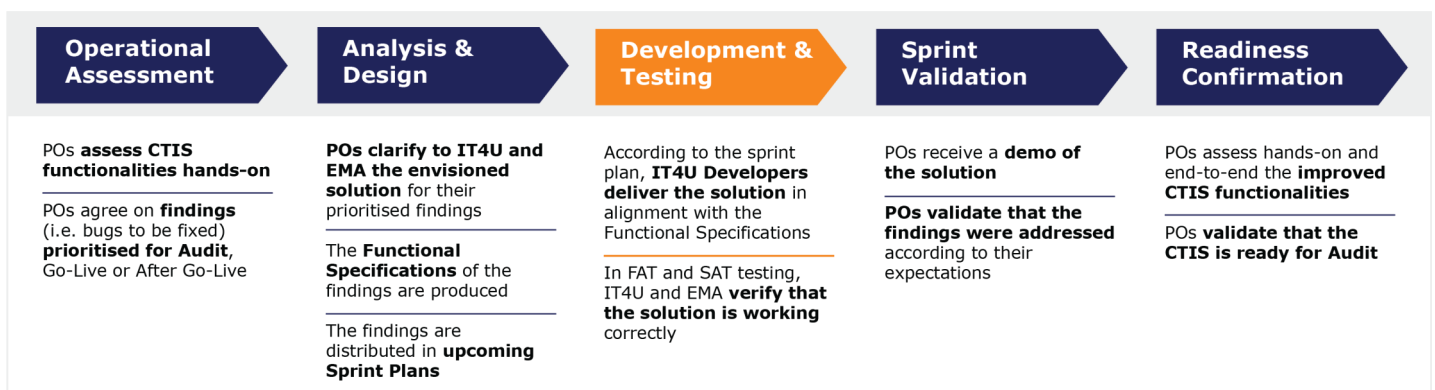 Operational
Assessment
Analysis &
Design
Development &
Testing
Sprint
Validation
Readiness
Confirmation
POs assess CTIS
functionalities hands-on
POs agree on findings
(i.e. bugs to be fixed)
prioritised for Audit,
Go-Live or After Go-Live
POs clarify to IT4U and
EMA the envisioned
solution for their
prioritised findings
The Functional
Specifications of the
findings are produced
The findings are
distributed in upcoming
Sprint Plans
According to the sprint
plan, IT4U Developers
deliver the solution in
alignment with the
Functional Specifications
In FAT and SAT testing,
IT4U and EMA verify that
the solution is working
correctly
POs receive a demo of
the solution
POs validate that the
findings were addressed
according to their
expectations
POs assess hands-on and
end-to-end the improved
CTIS functionalities
POs validate that the
CTIS is ready for Audit